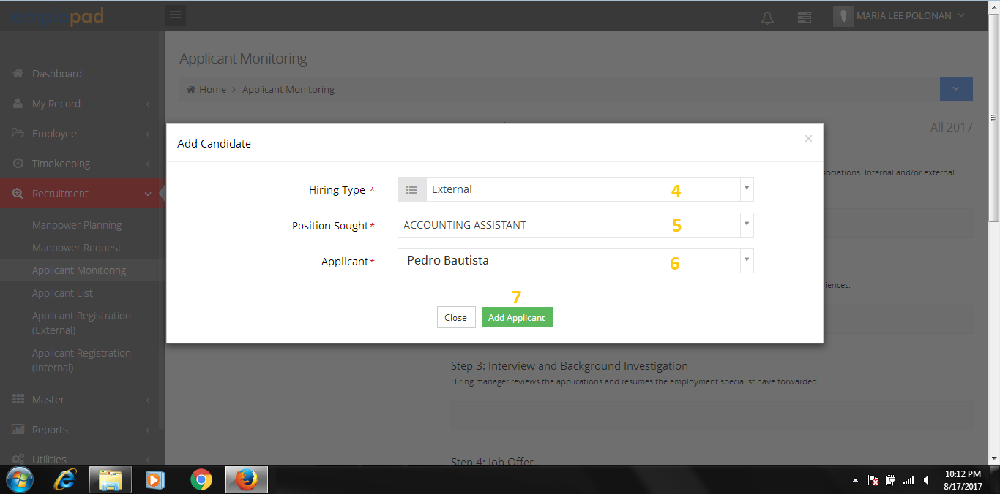 emplopad
MARIA LEE POLONAN
Applicant Monitoring
Dashboard
Home > Applicant Monitoring
My Record
All 2017
Employee
Add Candidate
×
Timekeeping
sociations. Internal and/or external.
Recruitment
Hiring Type *
External
4
Manpower Planning
Position Sought*
ACCOUNTING ASSISTANT
5
Manpower Request
Applicant*
Pedro Bautista
6
Applicant Monitoring
iences.
Applicant List
7
Applicant Registration
(External)
Close
Add Applicant
Applicant Registration
(Internal)
Step 3: Interview and Background Investigation
Hiring manager reviews the applications and resumes the employment specialist have forwarded.
Master
Reports
Utilities
Step 4: Job Offer
10:12 PM
8/17/2017